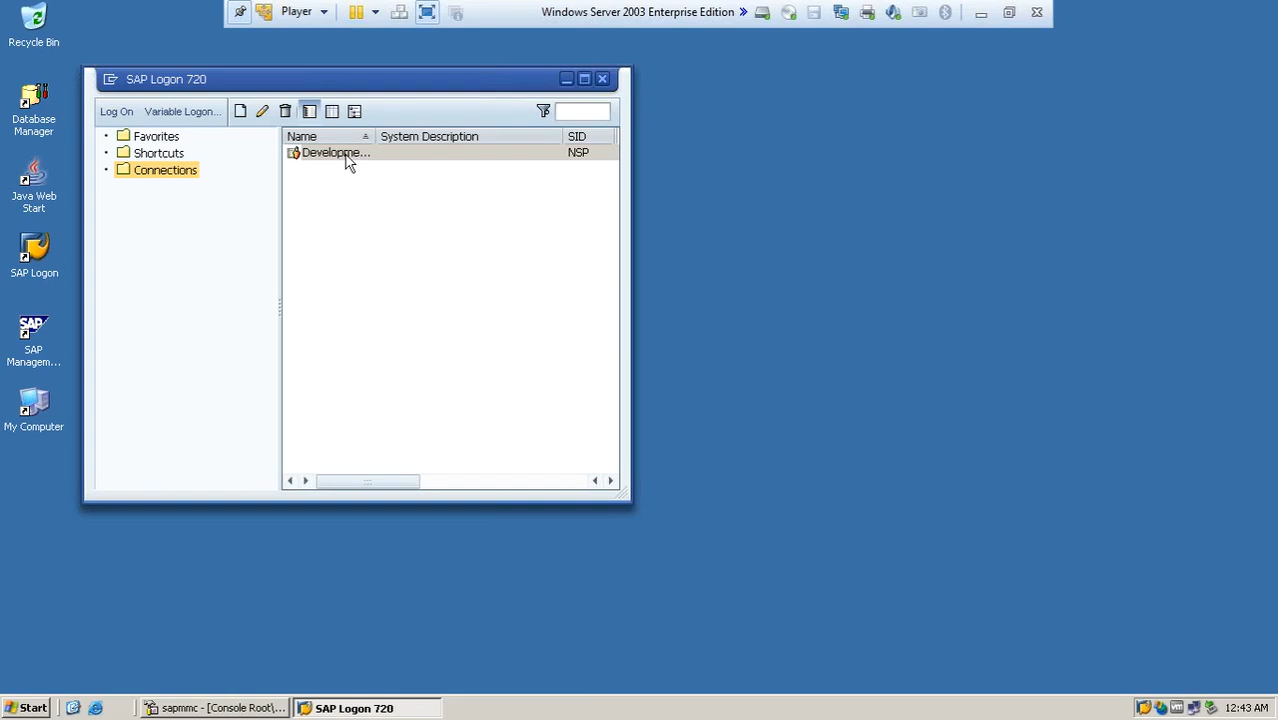 Player
Windows Server 2003 Enterprise Edition
Recycle Bin
Database
Manager
Java Web
Start
SAP Logon
SAP
SAP
Managem...
My Computer
SAP Logon 720
Log On Variable Logon...
Favorites
Shortcuts
Connections
Name System Description SID
Developme... NSP
Start sapmmc - [Console Root\... SAP Logon 720 12:43 AM